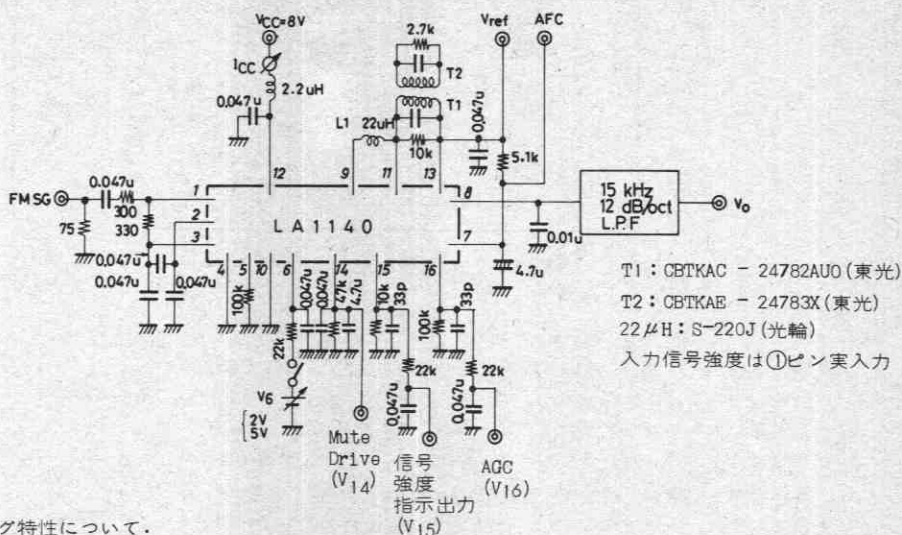 VCC=8V
ICC
2.2uH
0.047u
2.7k
T2
T1
L1 22uH
10k
Vref
AFC
0.047u
5.1k
FM SG
0.047u
75
300
330
1
2
3
12
9
11
13
8
7
LA1140
15 kHz
12 dB/oct
L.P.F
Vo
0.01u
4.7u
0.047u
0.047u
0.047u
4
5
10
6
14
15
16
100k
0.047u
0.047u
47k
4.7u
10k
33p
100k
33p
22k
22k
22k
V6
{2V
5V
0.047u
0.047u
Mute
Drive
(V14)
信号
強度
指示出力
(V15)
AGC
(V16)
T1:CBTKAC - 24782AUO(東光)
T2:CBTKAE - 24783X(東光)
22μH:S-220J(光輪)
入力信号強度は①ピン実入力
グ特性について.